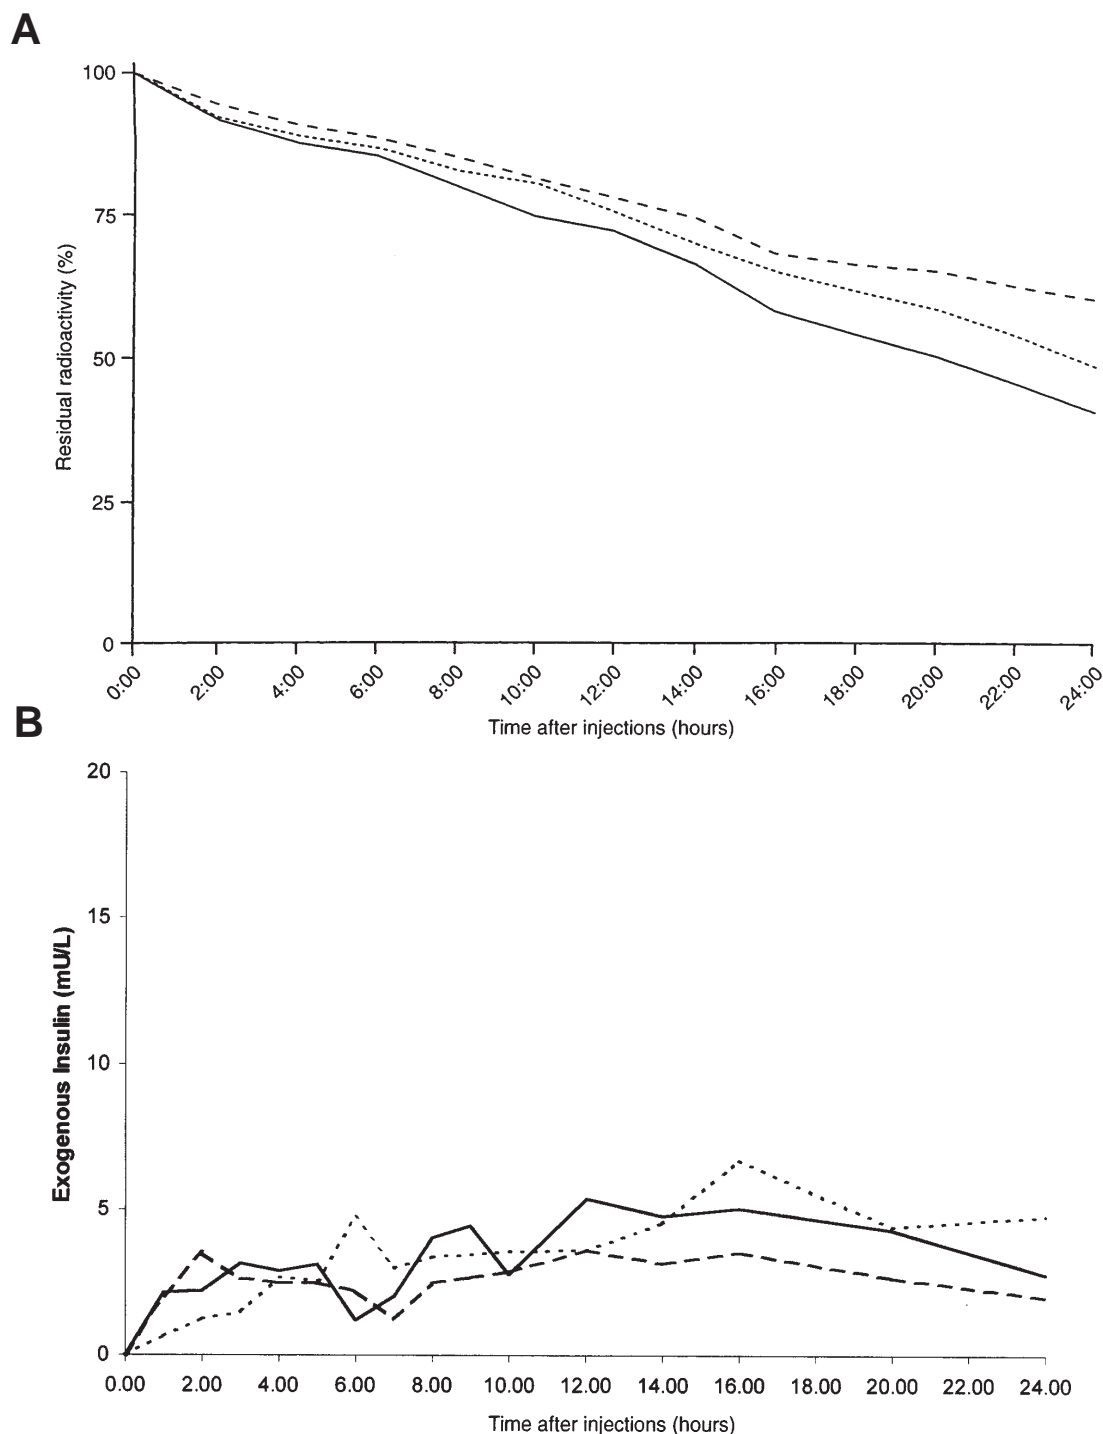 A
100
75
50
25
0
Residual radioactivity (%)
0:00 2:00 4:00 6:00 8:00 10:00 12:00 14:00 16:00 18:00 20:00 22:00 24:00
Time after injections (hours)
B
20
15
10
5
0
Exogenous Insulin (mU/L)
0.00 2.00 4.00 6.00 8.00 10.00 12.00 14.00 16.00 18.00 20.00 22.00 24.00
Time after injections (hours)